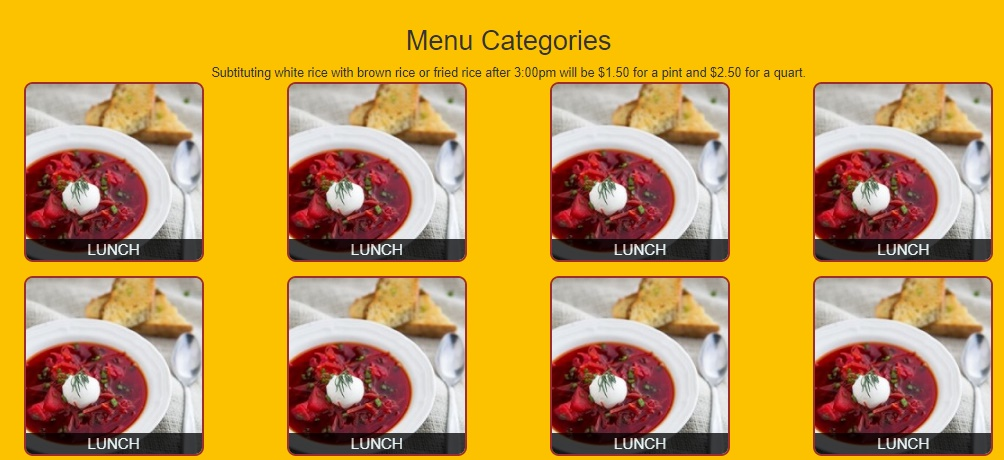 Menu Categories
Subtituting white rice with brown rice or fried rice after 3:00pm will be $1.50 for a pint and $2.50 for a quart.
LUNCH LUNCH LUNCH LUNCH
LUNCH LUNCH LUNCH LUNCH